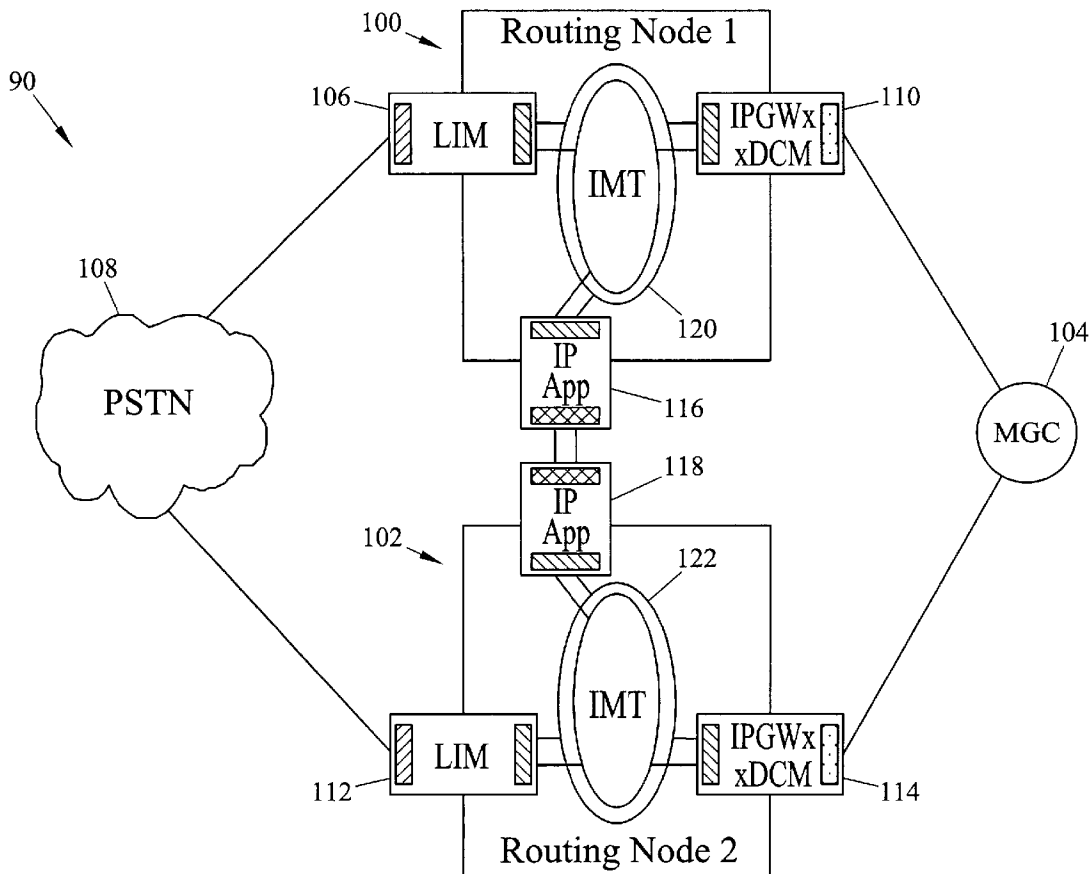 100
Routing Node 1
90
106
LIM
IMT
IPGWx
xDCM
110
108
PSTN
120
IP
App
116
104
MGC
IP
App
118
102
122
IMT
LIM
112
IPGWx
xDCM
114
Routing Node 2